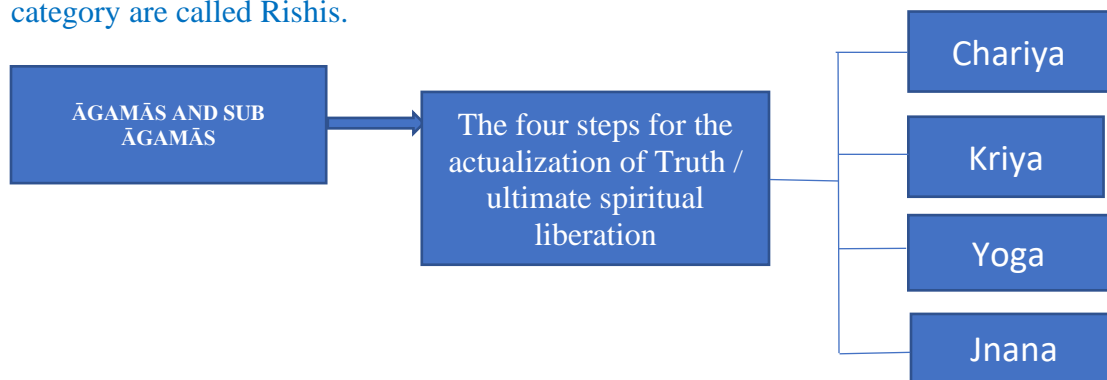 category are called Rishis.
ĀGAMĀS AND SUB
ĀGAMĀS
The four steps for the
actualization of Truth /
ultimate spiritual
liberation
Chariya
Kriya
Yoga
Jnana